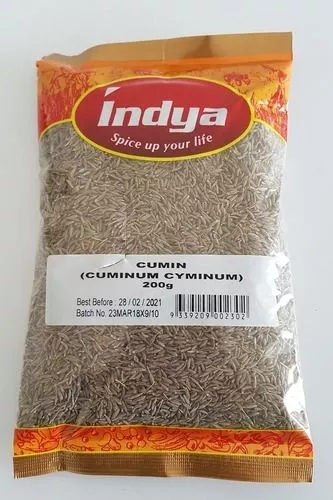 indya
Spice up your life
CUMIN
(CUMINUM CYMINUM)
200g
Best Before : 28 / 02 / 2021
Batch No. 23MAR18X9/10
9 339209 002302